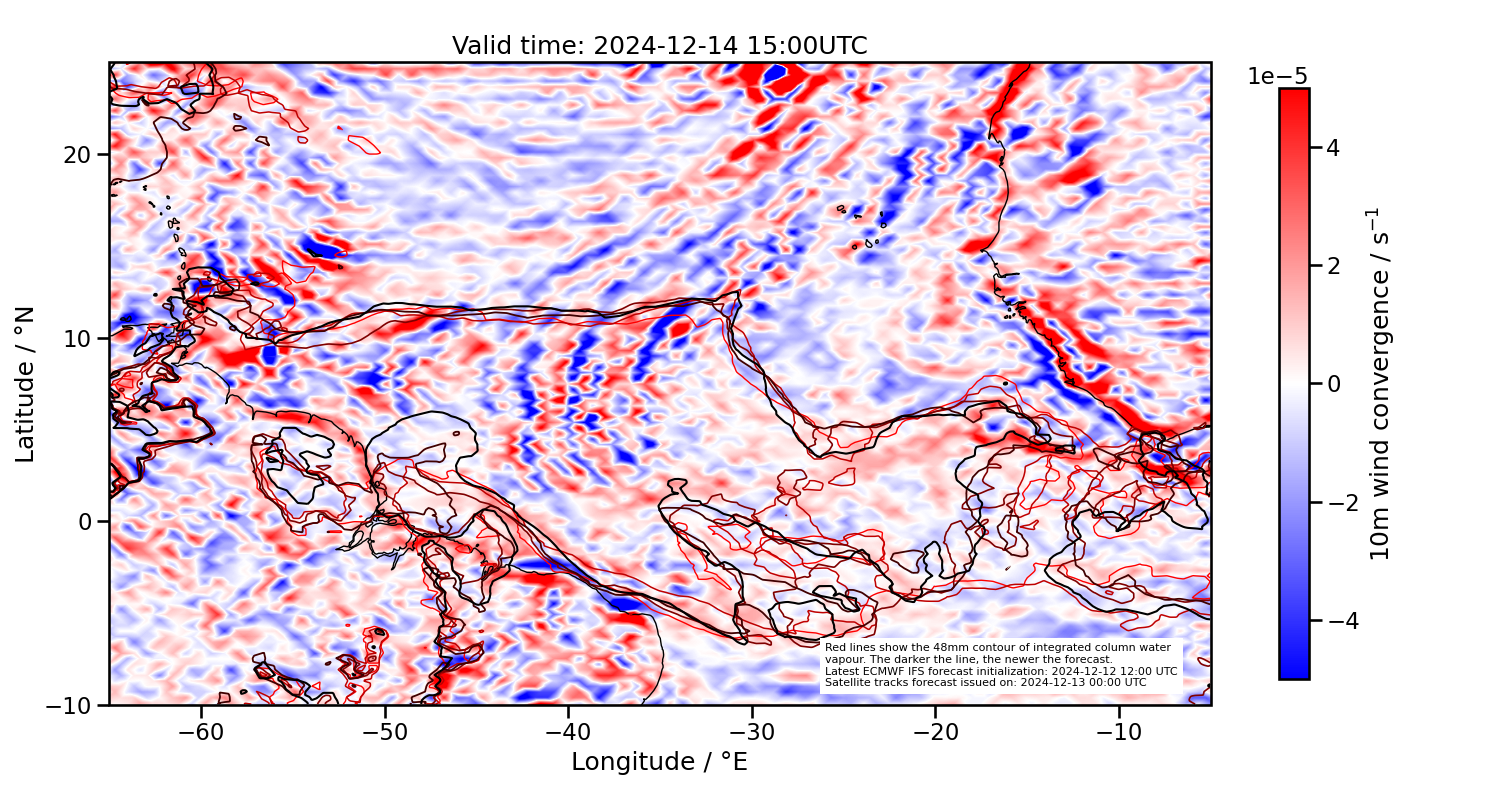 Valid time: 2024-12-14 15:00UTC
1e−5
20
10
0
−10
Latitude / °N
−60
−50
−40
−30
−20
−10
Longitude / °E
4
2
0
−2
−4
10m wind convergence / s⁻¹
Red lines show the 48mm contour of integrated column water
vapour. The darker the line, the newer the forecast.
Latest ECMWF IFS forecast initialization: 2024-12-12 12:00 UTC
Satellite tracks forecast issued on: 2024-12-13 00:00 UTC